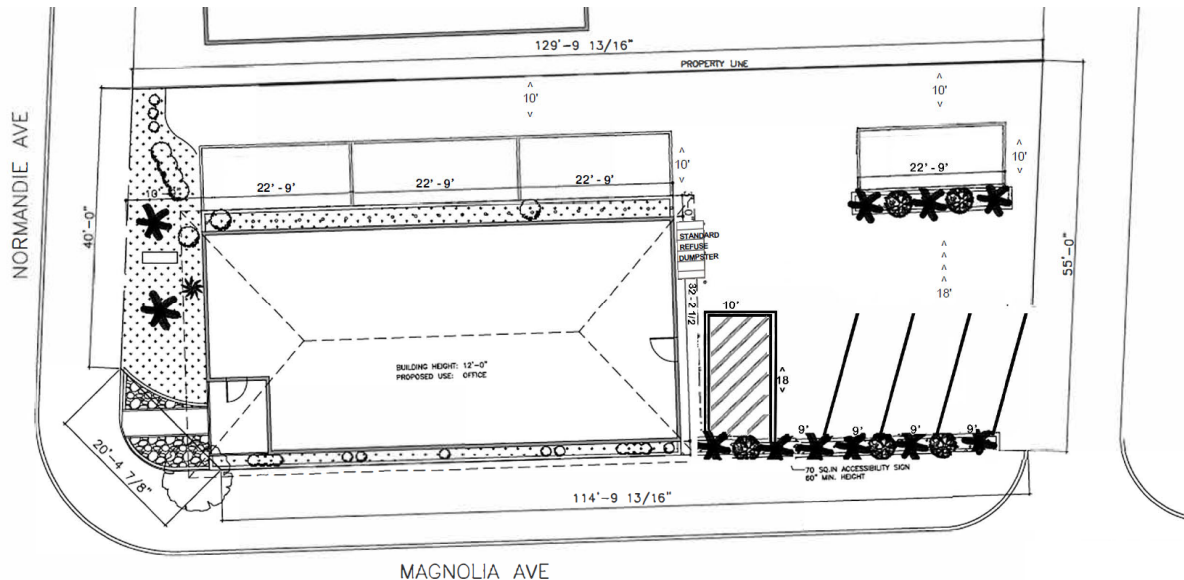 129'-9 13/16"
PROPERTY LINE
^
10'
v
^
10'
v
NORMANDIE AVE
^
10'
v
^
10'
v
22' - 9'
22' - 9'
22' - 9'
22' - 9'
10'
40'-0"
STANDARD
REFUSE
DUMPSTER
55'-0"
^
^
^
^
18'
32 - 2 1/2
10'
BUILDING HEIGHT: 12'-0"
PROPOSED USE: OFFICE
^
18
v
20'-4 7/8"
9'
9'
9'
9'
70 SQ.IN ACCESSIBILITY SIGN
60" MIN. HEIGHT
114'-9 13/16"
MAGNOLIA AVE